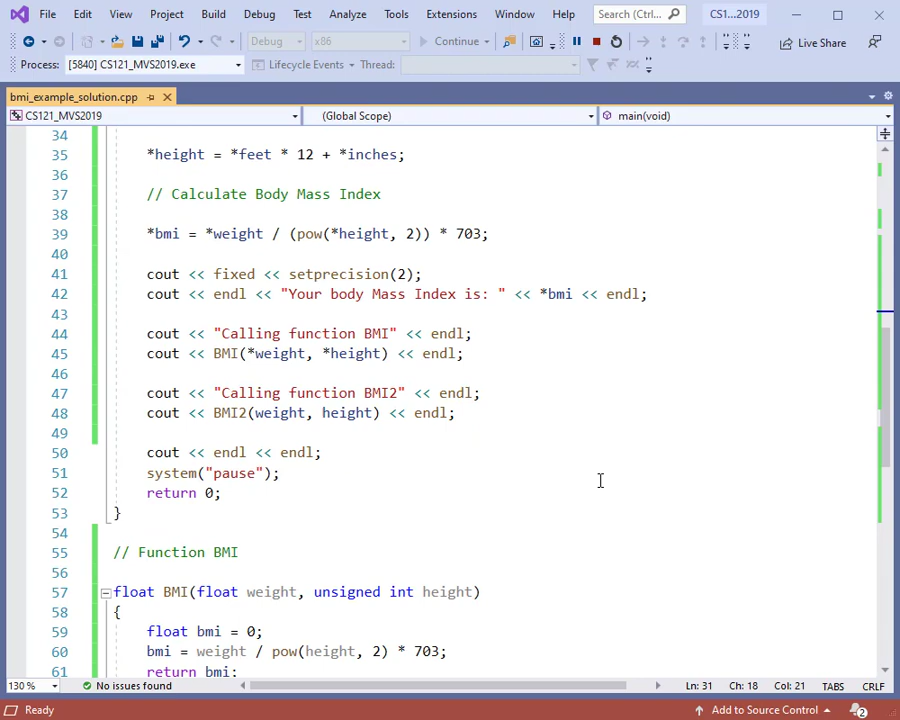 File Edit View Project Build Debug Test Analyze Tools Extensions Window Help Search (Ctrl... CS1...2019
Debug x86 Continue Live Share
Process: [5840] CS121_MVS2019.exe Lifecycle Events Thread:
bmi_example_solution.cpp
CS121_MVS2019 (Global Scope) main(void)
34
35 *height = *feet * 12 + *inches;
36
37 // Calculate Body Mass Index
38
39 *bmi = *weight / (pow(*height, 2)) * 703;
40
41 cout << fixed << setprecision(2);
42 cout << endl << "Your body Mass Index is: " << *bmi << endl;
43
44 cout << "Calling function BMI" << endl;
45 cout << BMI(*weight, *height) << endl;
46
47 cout << "Calling function BMI2" << endl;
48 cout << BMI2(weight, height) << endl;
49
50 cout << endl << endl;
51 system("pause");
52 return 0;
53 }
54
55 // Function BMI
56
57 float BMI(float weight, unsigned int height)
58 {
59 float bmi = 0;
60 bmi = weight / pow(height, 2) * 703;
61 return bmi;
130 % No issues found Ln: 31 Ch: 18 Col: 21 TABS CRLF
Ready Add to Source Control 2